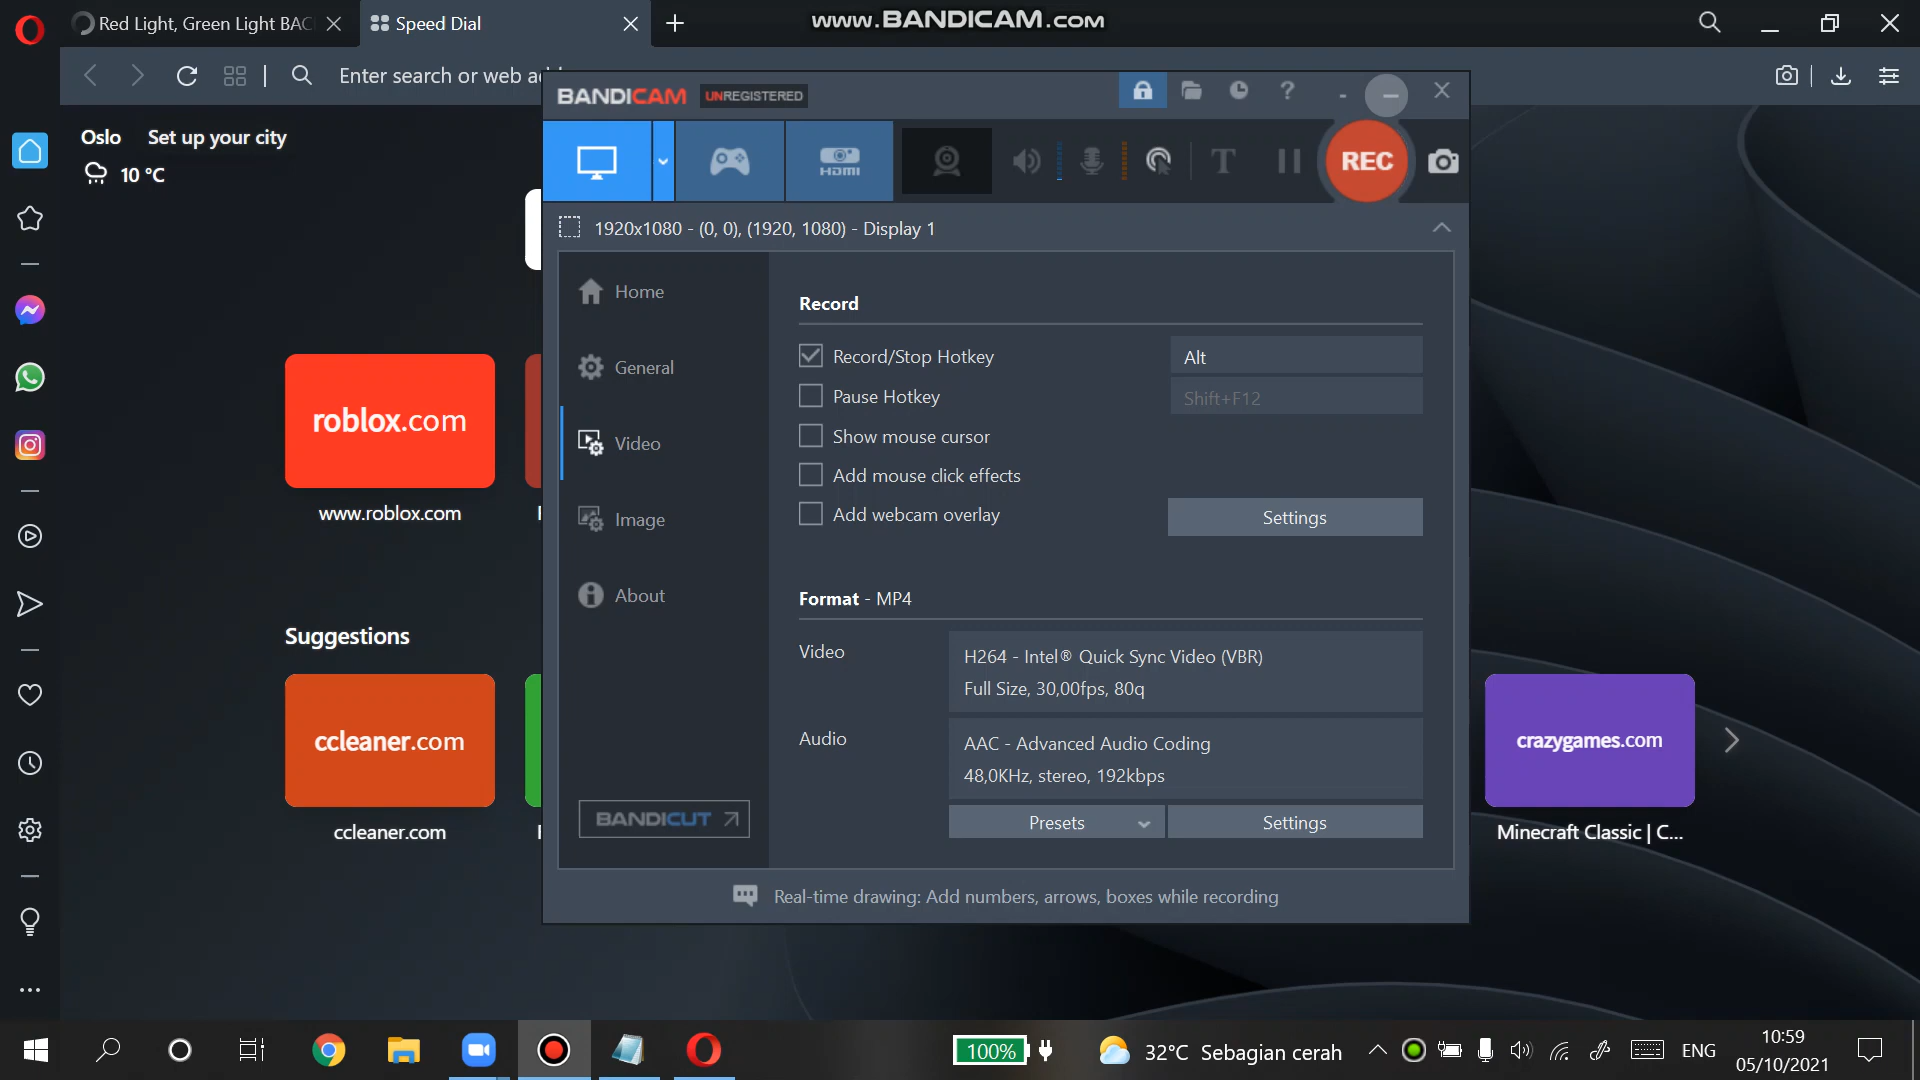 Red Light, Green Light BAC
Speed Dial
www.BANDICAM.com
Enter search or web ad
BANDICAM UNREGISTERED
Oslo Set up your city
10 °C
HDMI
T
REC
1920x1080 - (0, 0), (1920, 1080) - Display 1
Home
General
Video
Image
About
BANDICUT
Record
Record/Stop Hotkey
Alt
Pause Hotkey
Shift+F12
Show mouse cursor
Add mouse click effects
Add webcam overlay
Settings
Format - MP4
Video
H264 - Intel® Quick Sync Video (VBR)
Full Size, 30,00fps, 80q
Audio
AAC - Advanced Audio Coding
48,0KHz, stereo, 192kbps
Presets
Settings
Real-time drawing: Add numbers, arrows, boxes while recording
roblox.com
www.roblox.com
Suggestions
ccleaner.com
ccleaner.com
crazygames.com
Minecraft Classic | C...
100%
32°C Sebagian cerah
ENG
10:59
05/10/2021